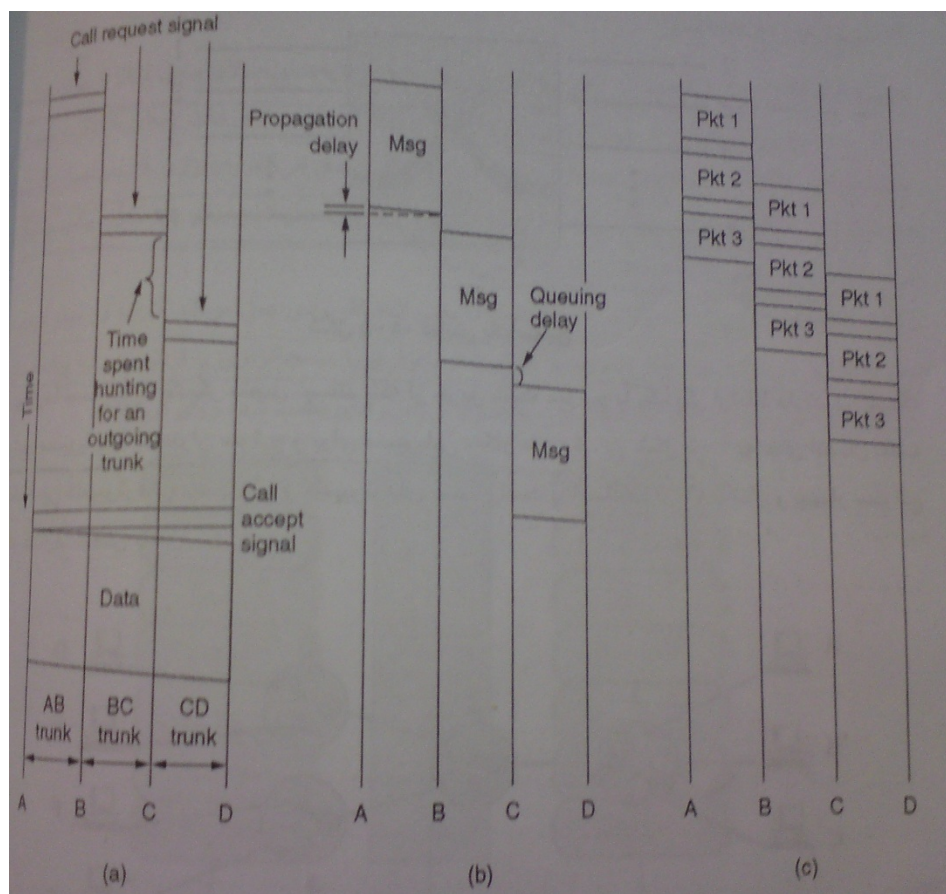 Call request signal
Propagation
delay
Msg
Msg
Queuing
delay
Msg
Pkt 1
Pkt 2
Pkt 3
Pkt 1
Pkt 2
Pkt 3
Pkt 1
Pkt 2
Pkt 3
Time
spent
hunting
for an
outgoing
trunk
Time
Call
accept
signal
Data
AB
trunk
BC
trunk
CD
trunk
A B C D
A B C D
A B C D
(a)
(b)
(c)